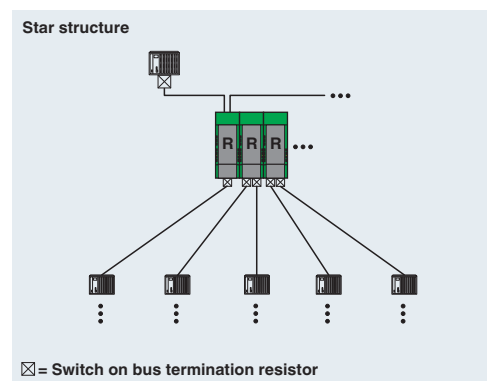 Star structure
R R R
= Switch on bus termination resistor